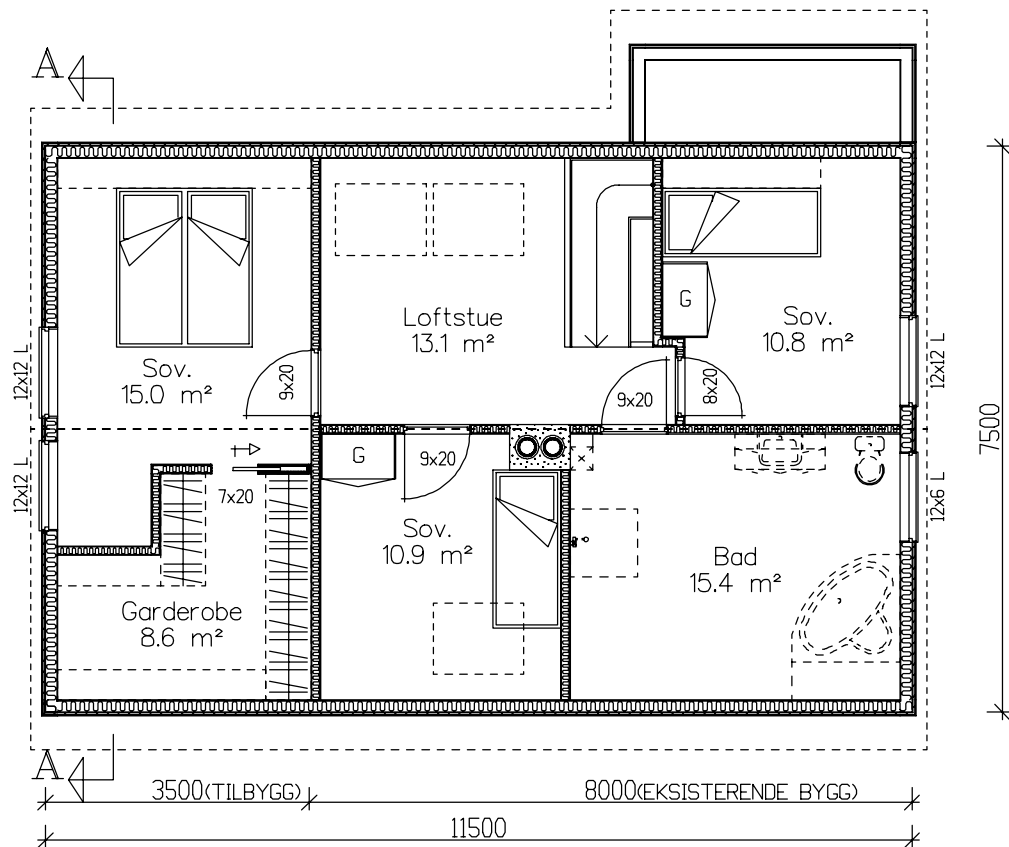 A
Loftstue
13.1 m²
G
Sov.
10.8 m²
12x12 L
12x12 L
Sov.
15.0 m²
9x20
9x20
8x20
7500
G
9x20
12x12 L
7x20
12x6 L
Sov.
10.9 m²
Bad
15.4 m²
Garderobe
8.6 m²
A
3500(TILBYGG)
8000(EKSISTERENDE BYGG)
11500